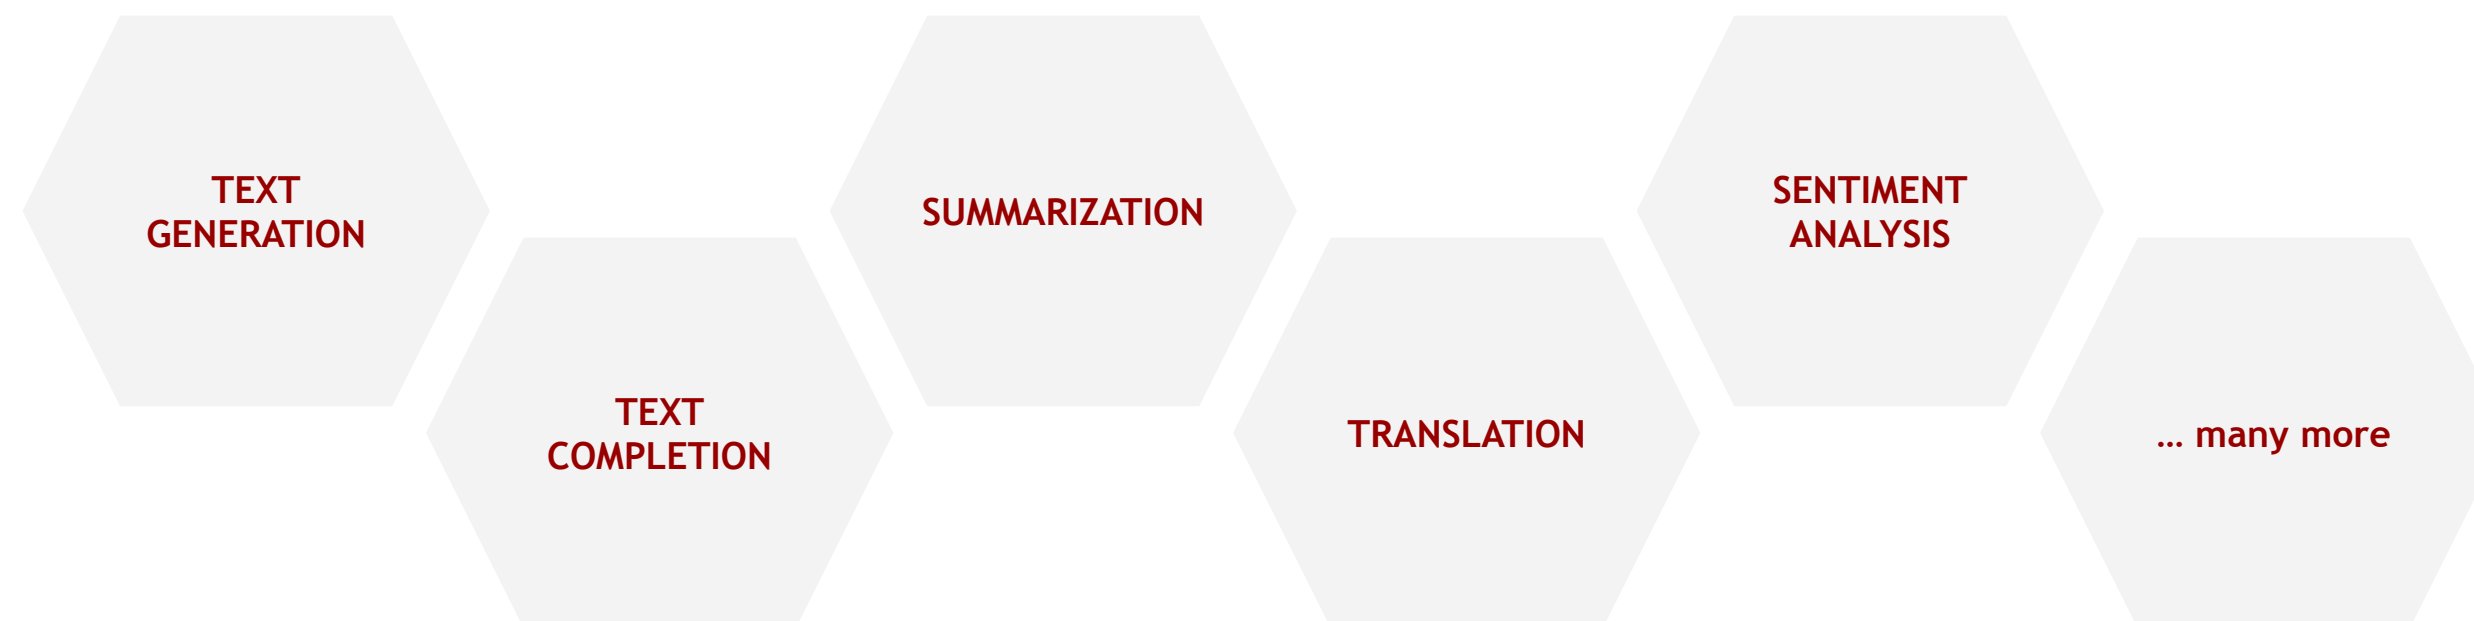 TEXT
GENERATION
TEXT
COMPLETION
SUMMARIZATION
TRANSLATION
SENTIMENT
ANALYSIS
... many more